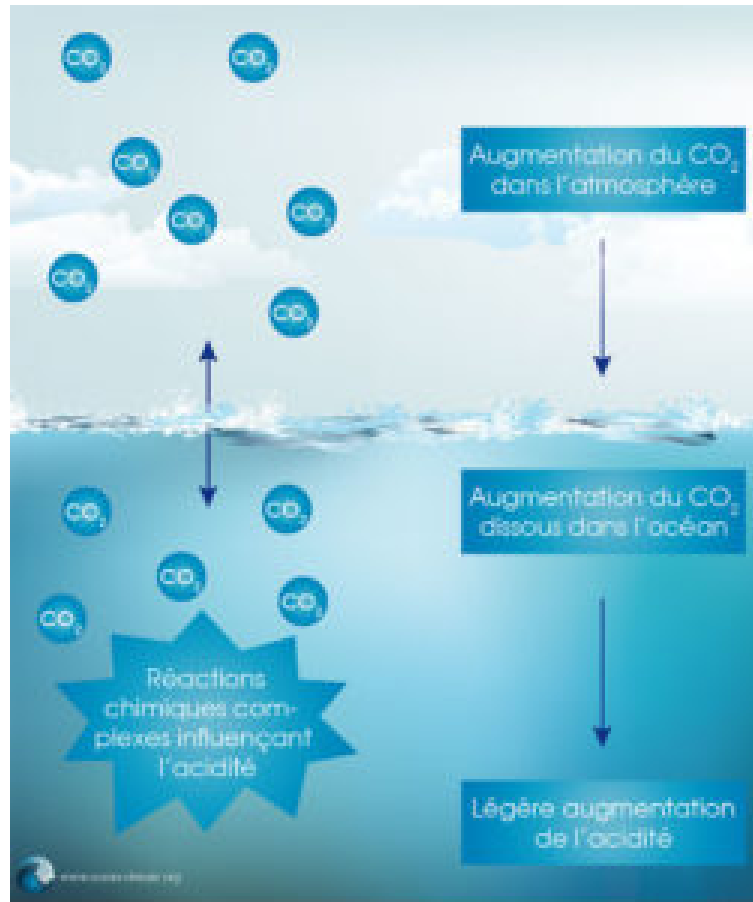 CO₂
CO₂
CO₂
CO₂
CO₂
CO₂
CO₂
Augmentation du CO₂
dans l'atmosphère
CO₂
CO₂
CO₂
CO₂
CO₂
Augmentation du CO₂
dissous dans l'océan
Réactions
chimiques com-
plexes influençant
l'acidité
Légère augmentation
de l'acidité